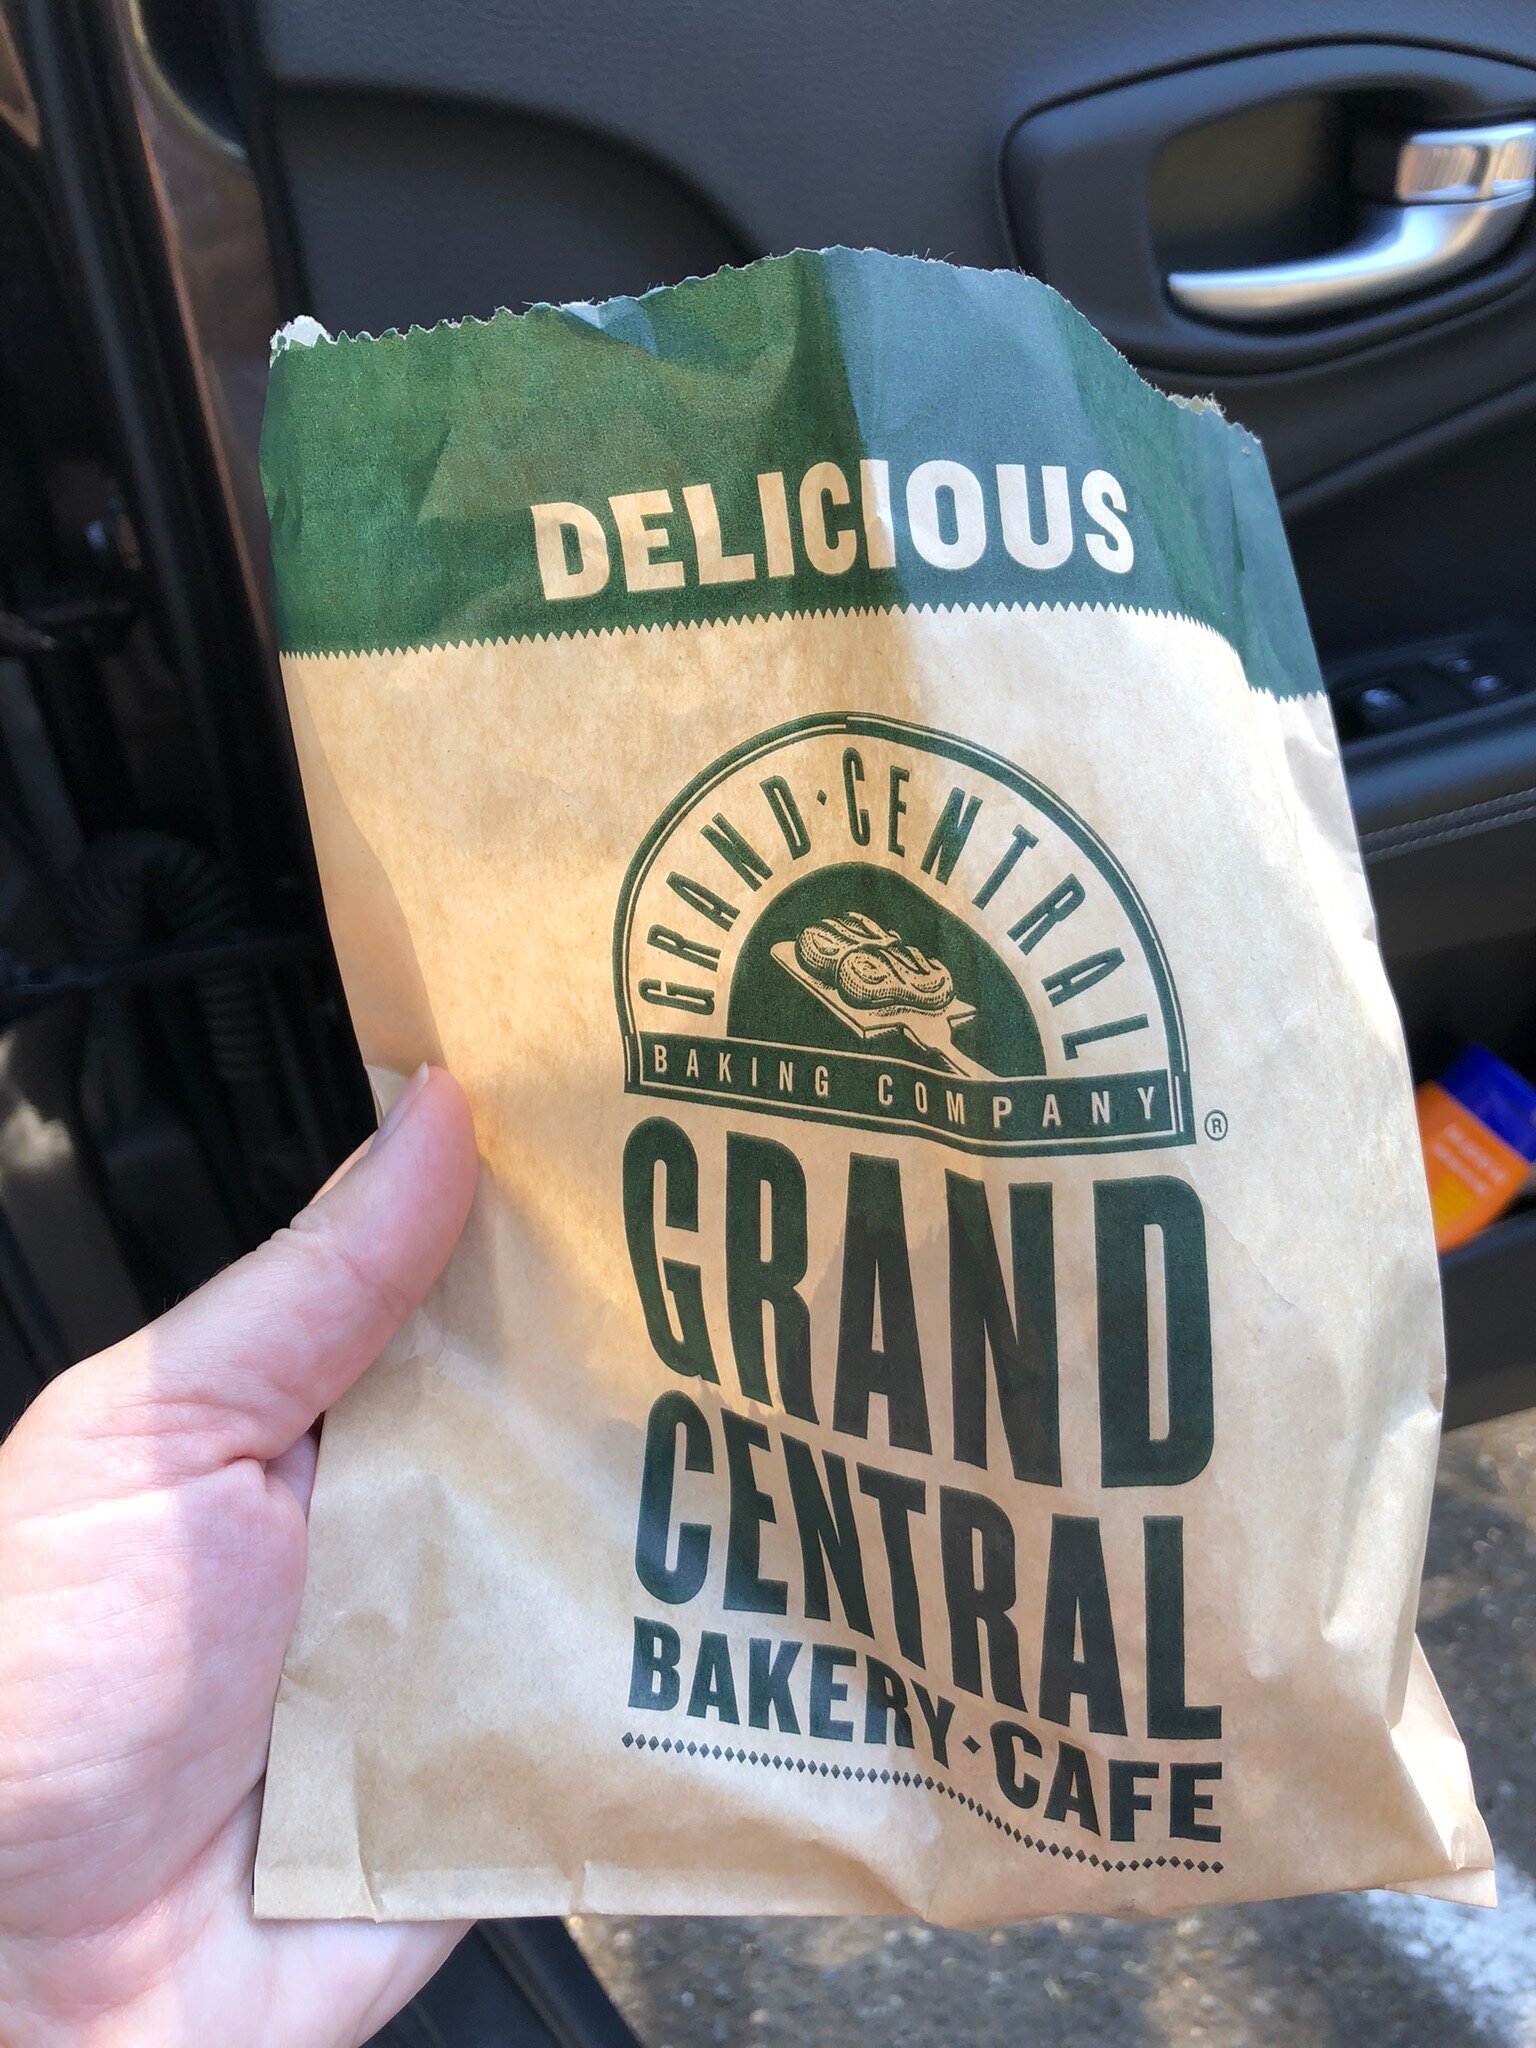 DELICIOUS
GRAND·CENTRAL
BAKING COMPANY
®
GRAND
CENTRAL
BAKERY·CAFE